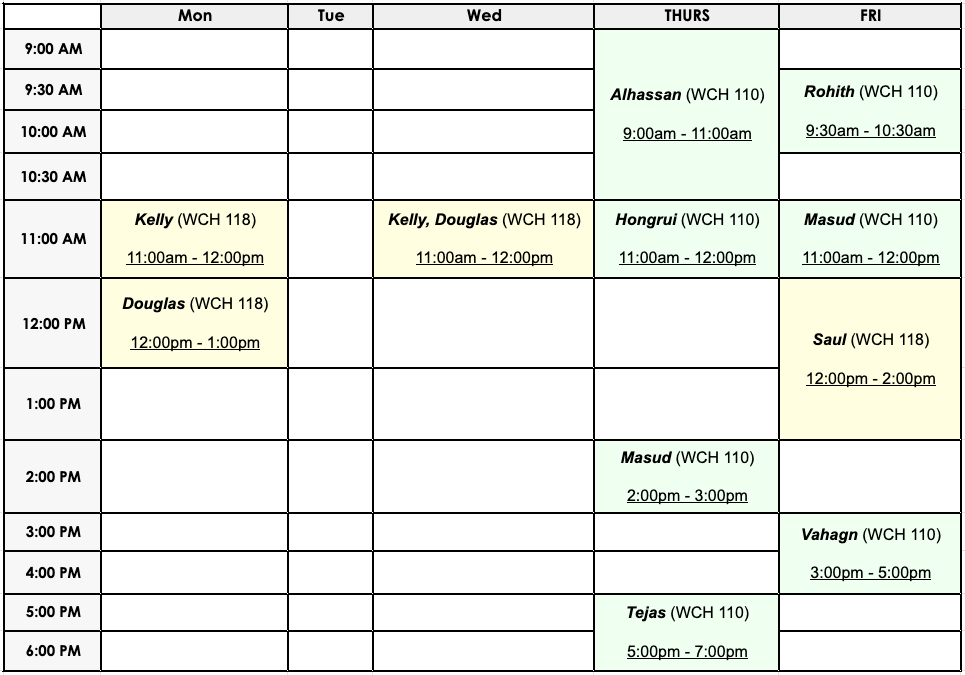 Mon Tue Wed THURS FRI
9:00 AM
9:30 AM
10:00 AM
10:30 AM
Alhassan (WCH 110)
9:00am - 11:00am
Rohith (WCH 110)
9:30am - 10:30am
11:00 AM
Kelly (WCH 118)
11:00am - 12:00pm
Kelly, Douglas (WCH 118)
11:00am - 12:00pm
Hongrui (WCH 110)
11:00am - 12:00pm
Masud (WCH 110)
11:00am - 12:00pm
12:00 PM
Douglas (WCH 118)
12:00pm - 1:00pm
Saul (WCH 118)
12:00pm - 2:00pm
1:00 PM
2:00 PM
Masud (WCH 110)
2:00pm - 3:00pm
3:00 PM
4:00 PM
Vahagn (WCH 110)
3:00pm - 5:00pm
5:00 PM
6:00 PM
Tejas (WCH 110)
5:00pm - 7:00pm